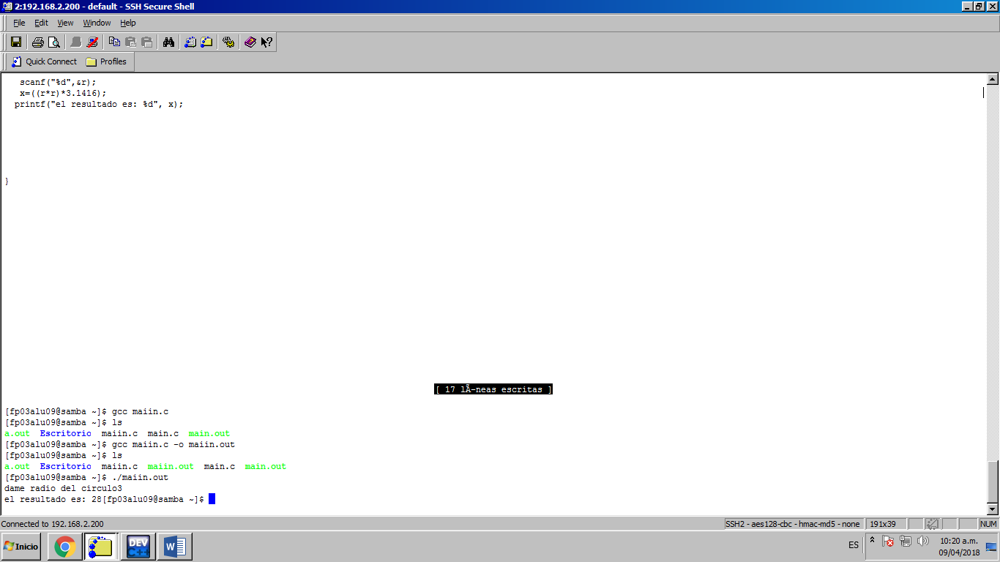 2:192.168.2.200 - default - SSH Secure Shell
File Edit View Window Help
Quick Connect Profiles
scanf("%d",&r);
x=((r*r)*3.1416);
printf("el resultado es: %d", x);
}
[ 17 lÃ-neas escritas ]
[fp03alu09@samba ~]$ gcc maiin.c
[fp03alu09@samba ~]$ ls
a.out Escritorio maiin.c main.c main.out
[fp03alu09@samba ~]$ gcc maiin.c -o maiin.out
[fp03alu09@samba ~]$ ls
a.out Escritorio maiin.c maiin.out main.c main.out
[fp03alu09@samba ~]$ ./maiin.out
dame radio del circulo3
el resultado es: 28[fp03alu09@samba ~]$
Connected to 192.168.2.200 SSH2 - aes128-cbc - hmac-md5 - none 191x39 NUM
Inicio DEV C++ W ES 10:20 a.m.
09/04/2018